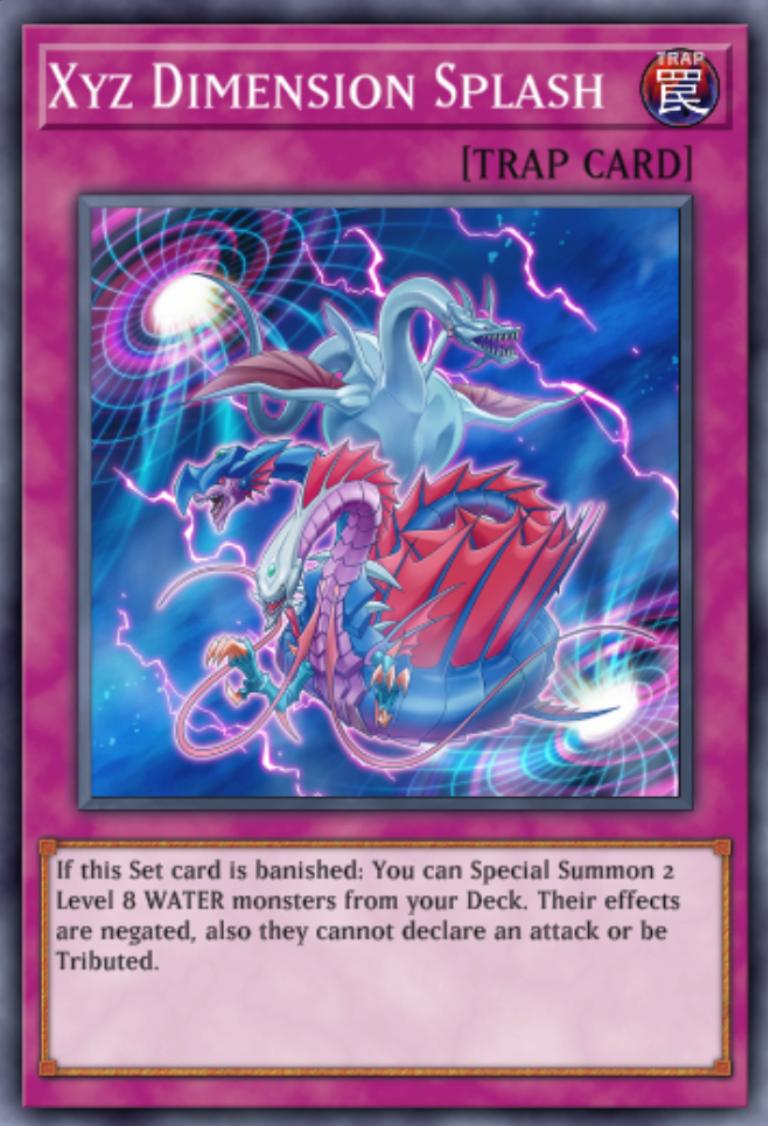 Xyz Dimension Splash
TRAP
罠
[TRAP CARD]
If this Set card is banished: You can Special Summon 2
Level 8 WATER monsters from your Deck. Their effects
are negated, also they cannot declare an attack or be
Tributed.